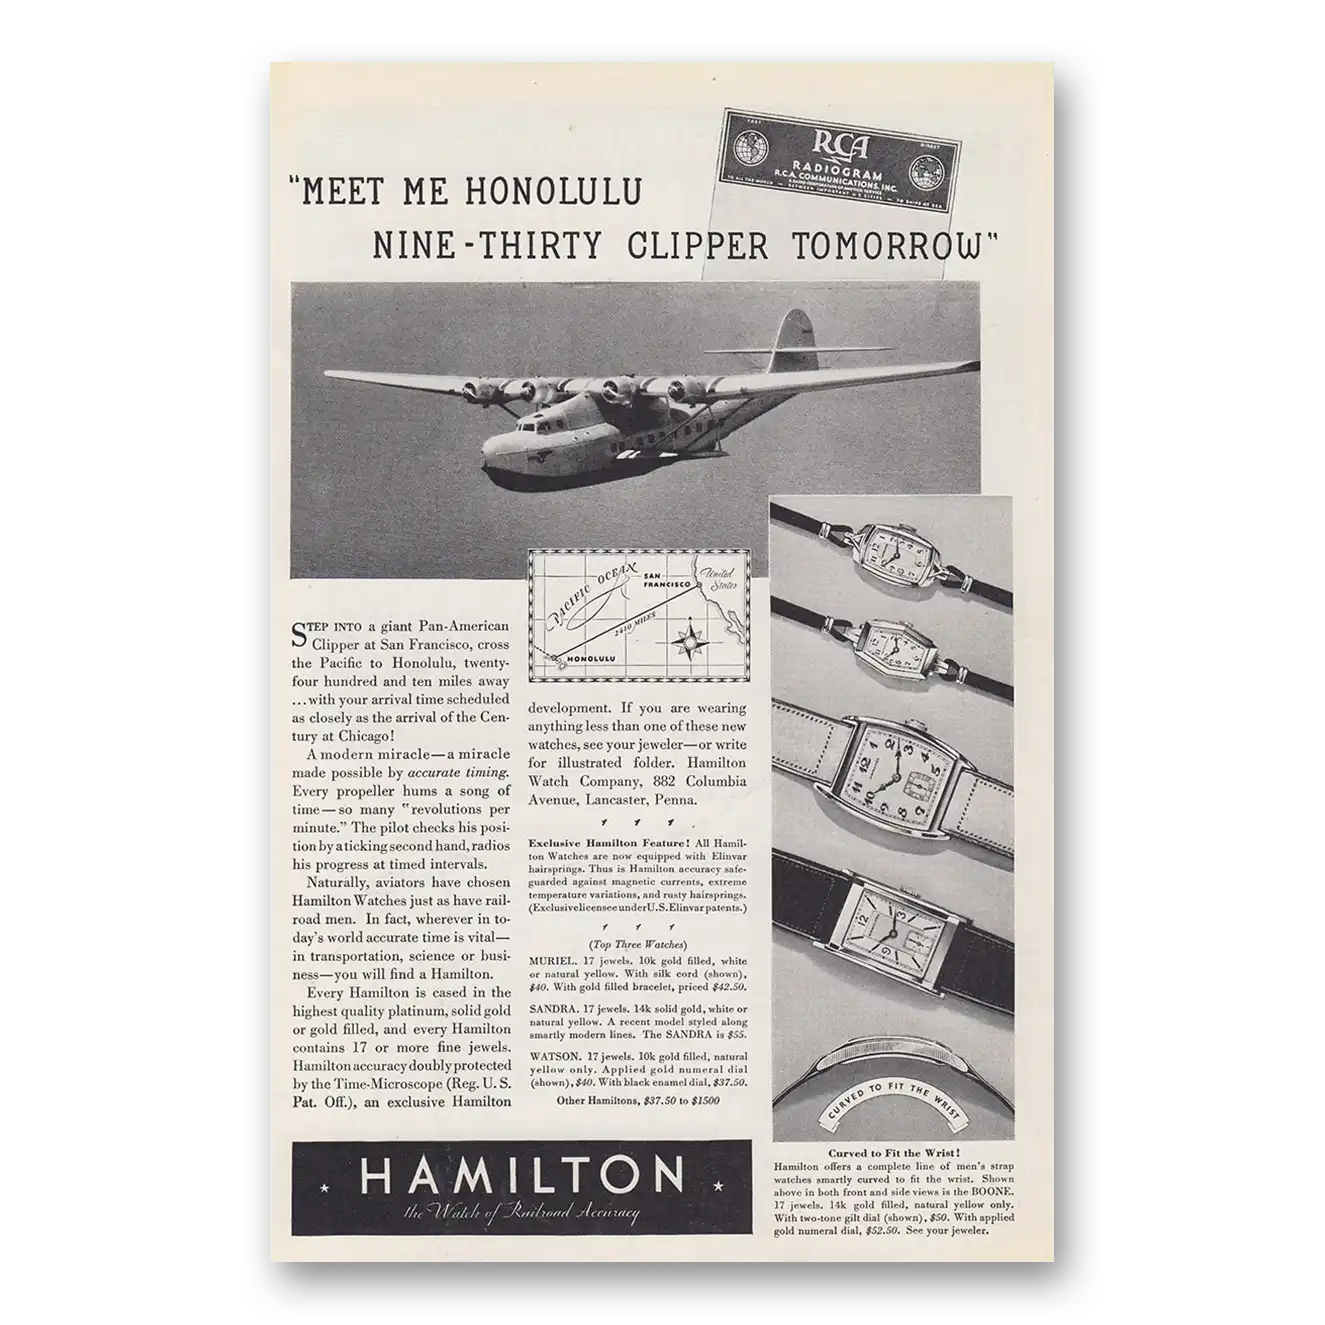 FAST
DIRECT
RCA
RADIOGRAM
R.C.A. COMMUNICATIONS, INC.
A RADIO CORPORATION OF AMERICA SERVICE
TO ALL THE WORLD — BETWEEN IMPORTANT U.S. CITIES — TO SHIPS AT SEA
"MEET ME HONOLULU
NINE-THIRTY CLIPPER TOMORROW"
PACIFIC OCEAN
SAN
FRANCISCO
United
States
2410 MILES
HONOLULU
STEP INTO a giant Pan-American
Clipper at San Francisco, cross
the Pacific to Honolulu, twenty-
four hundred and ten miles away
...with your arrival time scheduled
as closely as the arrival of the Cen-
tury at Chicago!
A modern miracle—a miracle
made possible by accurate timing.
Every propeller hums a song of
time—so many "revolutions per
minute." The pilot checks his posi-
tion by a ticking second hand, radios
his progress at timed intervals.
Naturally, aviators have chosen
Hamilton Watches just as have rail-
road men. In fact, wherever in to-
day's world accurate time is vital—
in transportation, science or busi-
ness—you will find a Hamilton.
Every Hamilton is cased in the
highest quality platinum, solid gold
or gold filled, and every Hamilton
contains 17 or more fine jewels.
Hamilton accuracy doubly protected
by the Time-Microscope (Reg. U. S.
Pat. Off.), an exclusive Hamilton
development. If you are wearing
anything less than one of these new
watches, see your jeweler—or write
for illustrated folder. Hamilton
Watch Company, 882 Columbia
Avenue, Lancaster, Penna.
Exclusive Hamilton Feature! All Hamil-
ton Watches are now equipped with Elinvar
hairsprings. Thus is Hamilton accuracy safe-
guarded against magnetic currents, extreme
temperature variations, and rusty hairsprings.
(Exclusive licensee under U.S. Elinvar patents.)
(Top Three Watches)
MURIEL. 17 jewels. 10k gold filled, white
or natural yellow. With silk cord (shown),
$40. With gold filled bracelet, priced $42.50.
SANDRA. 17 jewels. 14k solid gold, white or
natural yellow. A recent model styled along
smartly modern lines. The SANDRA is $55.
WATSON. 17 jewels. 10k gold filled, natural
yellow only. Applied gold numeral dial
(shown), $40. With black enamel dial, $37.50.
Other Hamiltons, $37.50 to $1500
HAMILTON
the Watch of Railroad Accuracy
CURVED TO FIT THE WRIST
Curved to Fit the Wrist!
Hamilton offers a complete line of men's strap
watches smartly curved to fit the wrist. Shown
above in both front and side views is the BOONE.
17 jewels. 14k gold filled, natural yellow only.
With two-tone gilt dial (shown), $50. With applied
gold numeral dial, $52.50. See your jeweler.